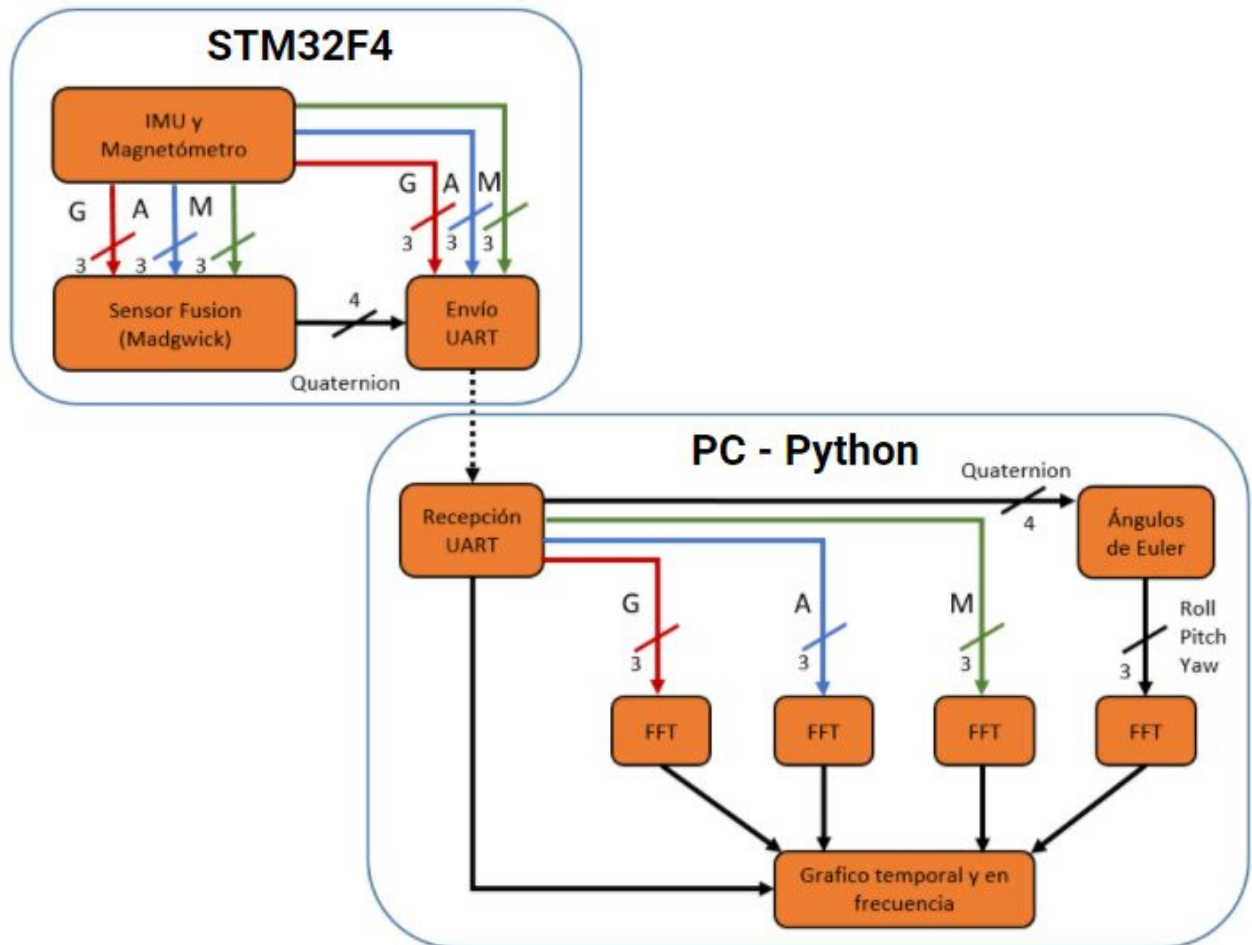 STM32F4
IMU y
Magnetómetro
G A M
3 3 3
G A M
3 3 3
Sensor Fusion
(Madgwick)
4
Quaternion
Envío
UART
PC - Python
Recepción
UART
Quaternion
4
Ángulos
de Euler
G
3
A
3
M
3
Roll
Pitch
Yaw
3
FFT
FFT
FFT
FFT
Grafico temporal y en
frecuencia